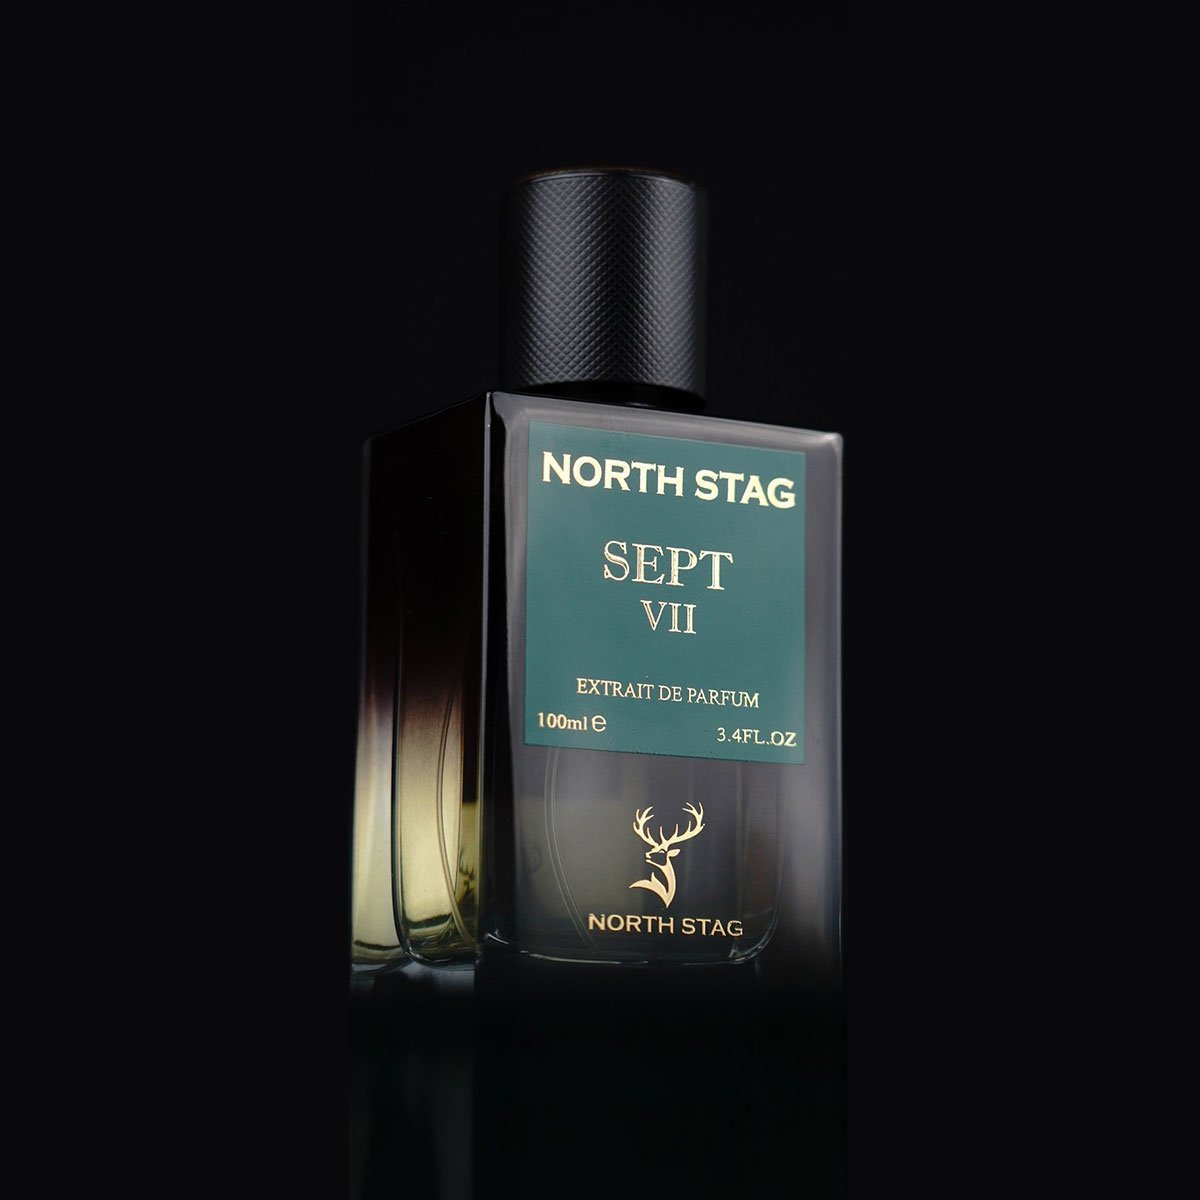 NORTH STAG
SEPT
VII
EXTRAIT DE PARFUM
100ml ℮
3.4FL.OZ
NORTH STAG